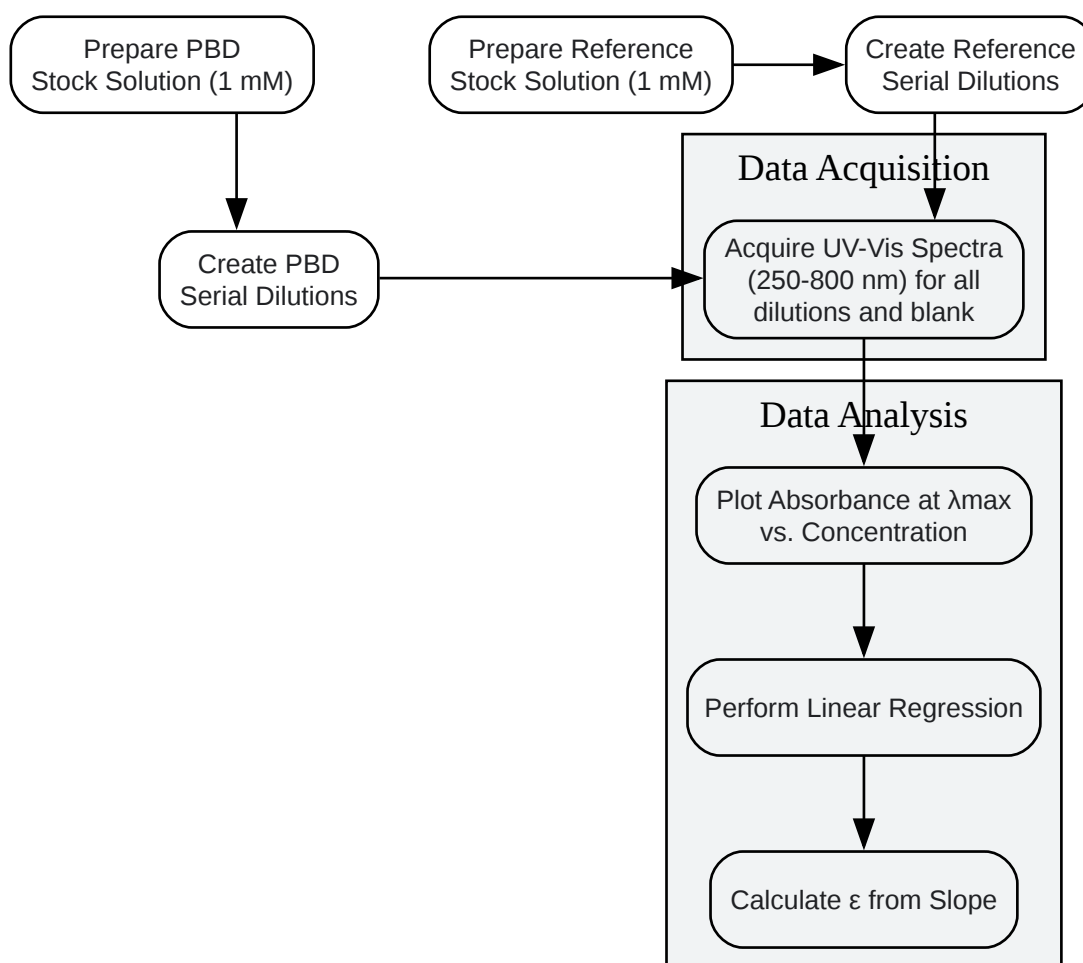 Prepare PBD
Stock Solution (1 mM)
Prepare Reference
Stock Solution (1 mM)
Create Reference
Serial Dilutions
Data Acquisition
Create PBD
Serial Dilutions
Acquire UV-Vis Spectra
(250-800 nm) for all
dilutions and blank
Data Analysis
Plot Absorbance at λmax
vs. Concentration
Perform Linear Regression
Calculate ε from Slope